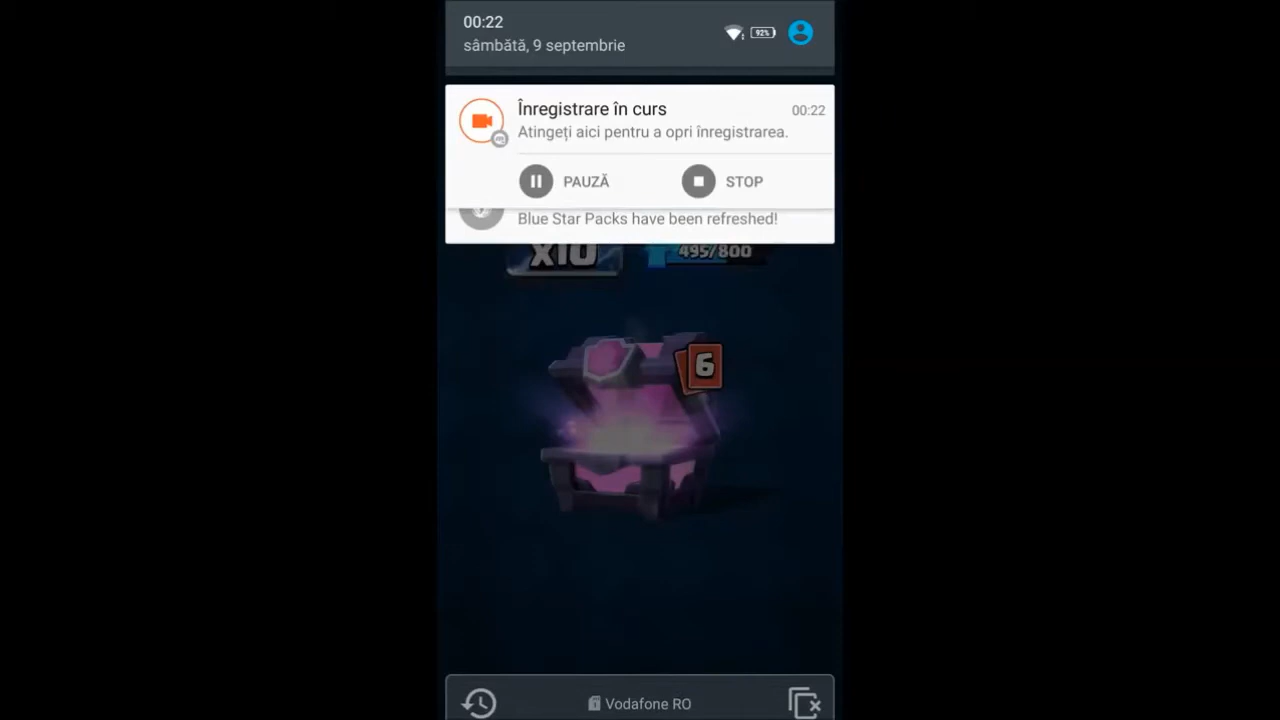 00:22
92%
sâmbătă, 9 septembrie
Înregistrare în curs
00:22
Atingeți aici pentru a opri înregistrarea.
PAUZĂ
STOP
Blue Star Packs have been refreshed!
x10
495/800
6
Vodafone RO